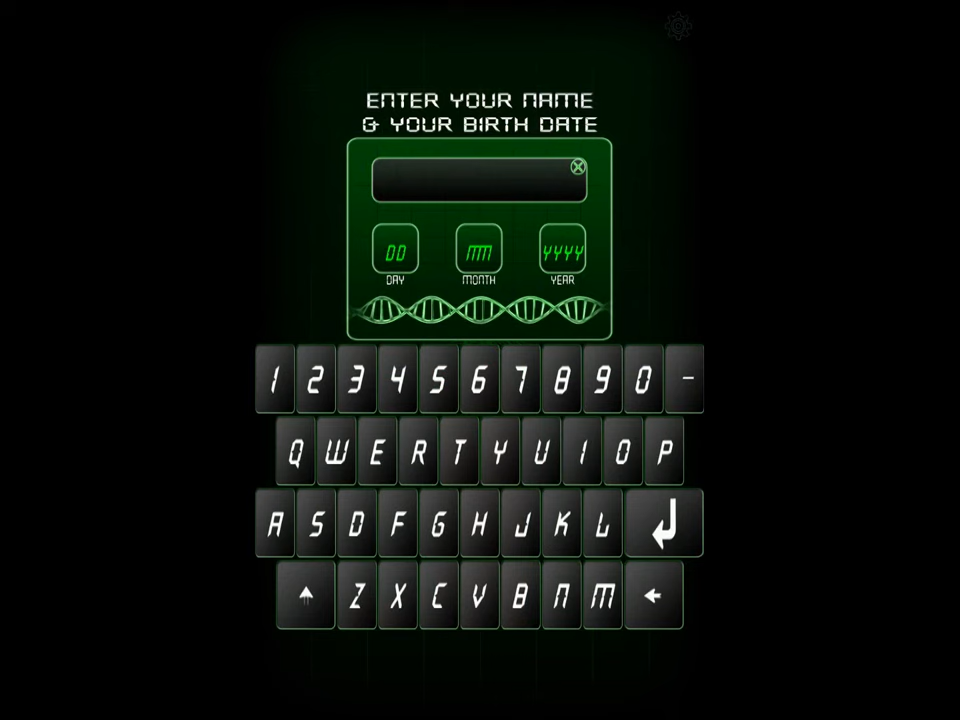 ENTER YOUR NAME
& YOUR BIRTH DATE
DD MM YYYY
DAY MONTH YEAR
1 2 3 4 5 6 7 8 9 0 -
Q W E R T Y U I O P
A S D F G H J K L
Z X C V B N M